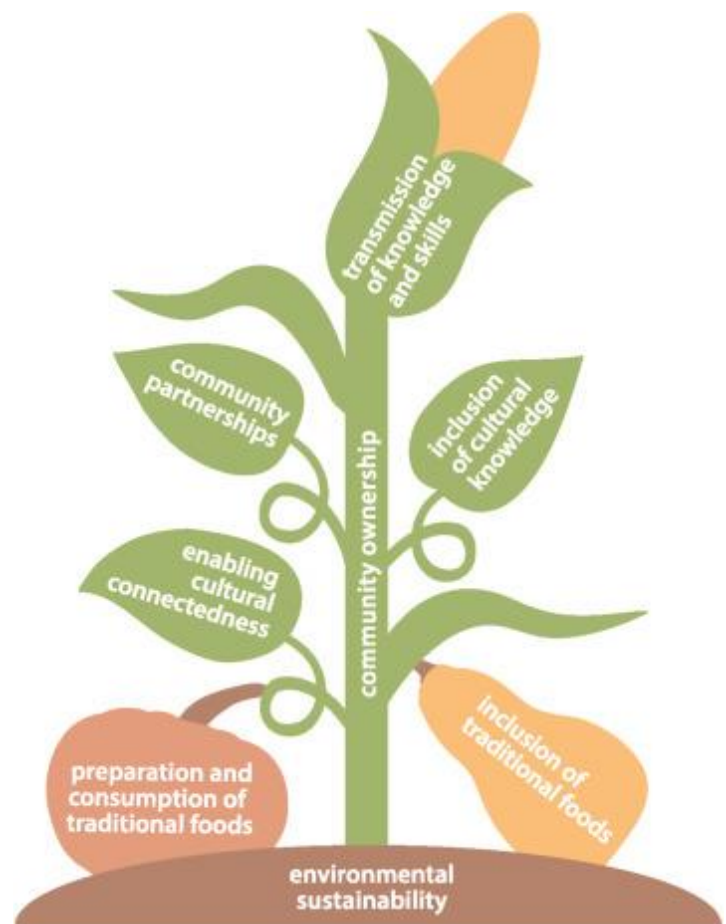 transmission
of knowledge
and skills
community
partnerships
inclusion
of cultural
knowledge
community ownership
enabling
cultural
connectedness
inclusion of
traditional foods
preparation and
consumption of
traditional foods
environmental
sustainability